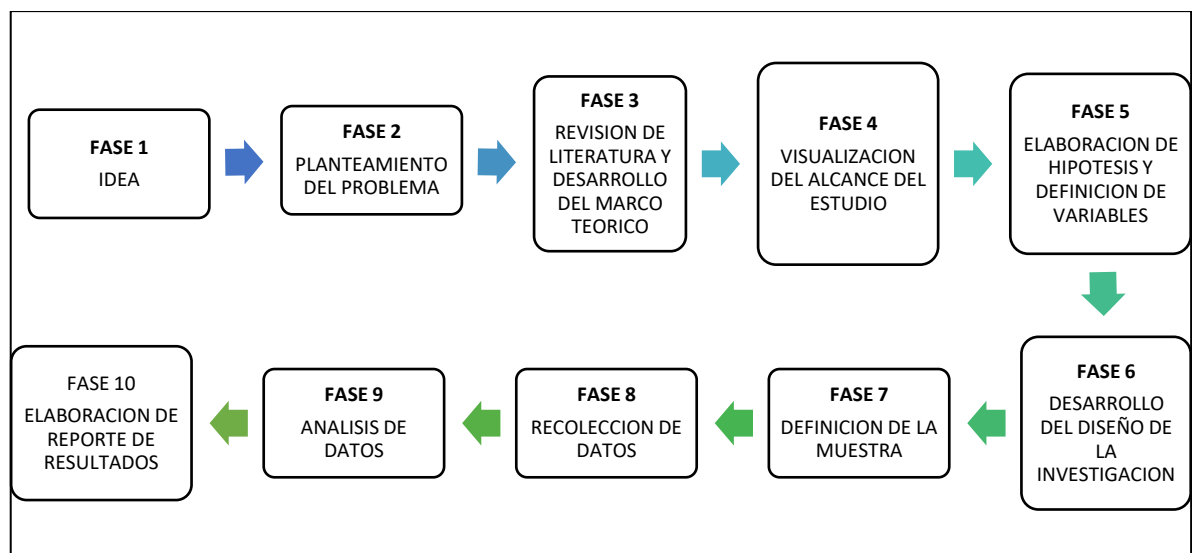 FASE 1
IDEA
FASE 2
PLANTEAMIENTO
DEL PROBLEMA
FASE 3
REVISION DE
LITERATURA Y
DESARROLLO
DEL MARCO
TEORICO
FASE 4
VISUALIZACION
DEL ALCANCE DEL
ESTUDIO
FASE 5
ELABORACION DE
HIPOTESIS Y
DEFINICION DE
VARIABLES
FASE 6
DESARROLLO
DEL DISEÑO DE
LA
INVESTIGACION
FASE 7
DEFINICION DE LA
MUESTRA
FASE 8
RECOLECCION DE
DATOS
FASE 9
ANALISIS DE
DATOS
FASE 10
ELABORACION DE
REPORTE DE
RESULTADOS